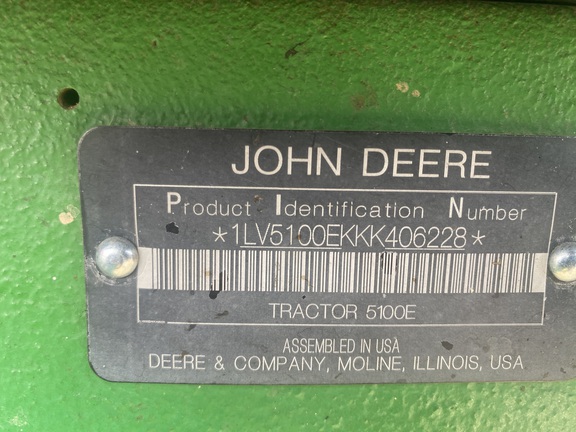 JOHN DEERE
Product Identification Number
*1LV5100EKKK406228*
TRACTOR 5100E
ASSEMBLED IN USA
DEERE & COMPANY, MOLINE, ILLINOIS, USA